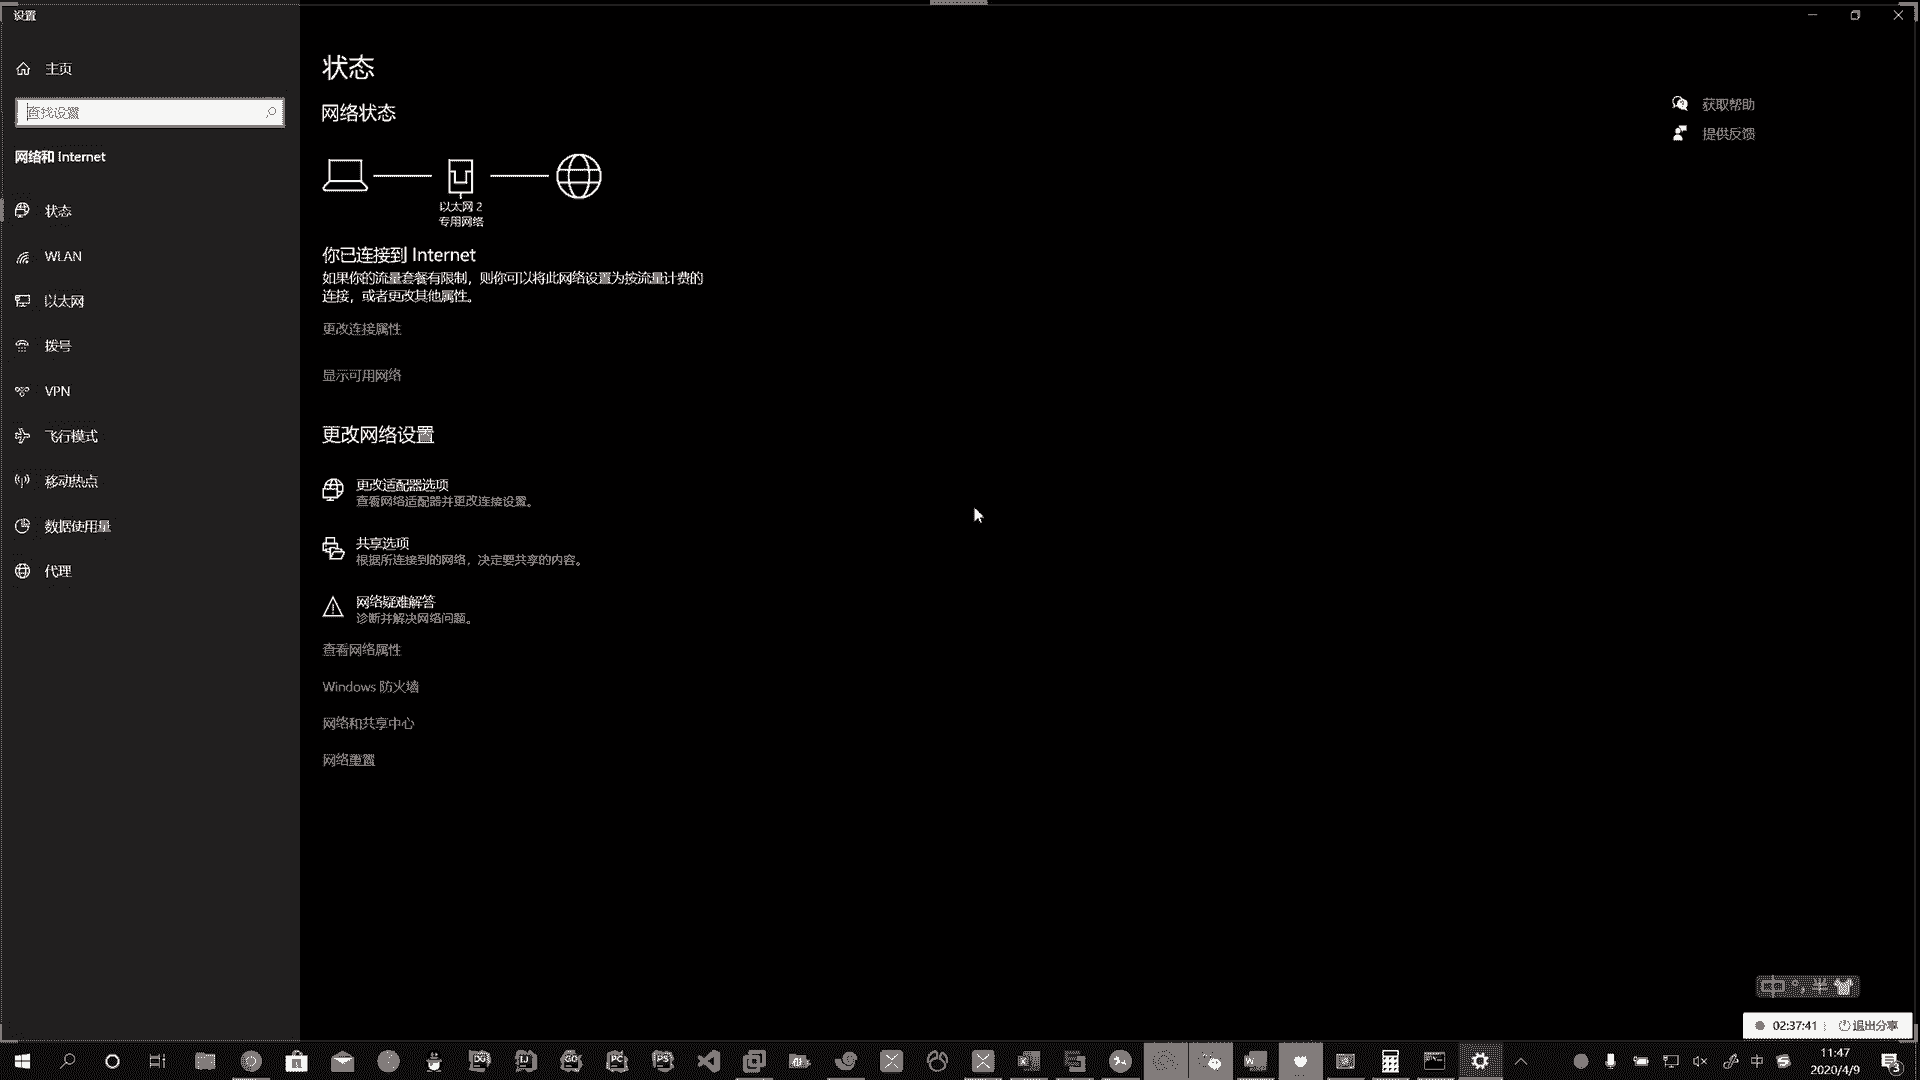 设置
主页
查找设置
网络和 Internet
状态
WLAN
以太网
拨号
VPN
飞行模式
移动热点
数据使用量
代理
状态
网络状态
以太网 2
专用网络
你已连接到 Internet
如果你的流量套餐有限制，则你可以将此网络设置为按流量计费的
连接，或者更改其他属性。
更改连接属性
显示可用网络
更改网络设置
更改适配器选项
查看网络适配器并更改连接设置。
共享选项
根据所连接到的网络，决定要共享的内容。
网络疑难解答
诊断并解决网络问题。
查看网络属性
Windows 防火墙
网络和共享中心
网络重置
获取帮助
提供反馈
02:37:41
退出分享
DG
IJ
GO
PC
PS
中
11:47
2020/4/9
3